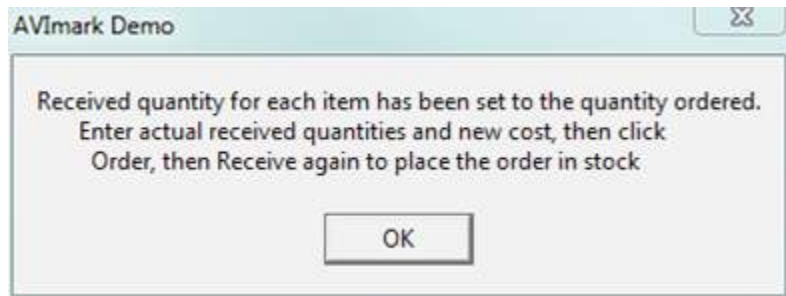 AVImark Demo
Received quantity for each item has been set to the quantity ordered.
Enter actual received quantities and new cost, then click
Order, then Receive again to place the order in stock
OK